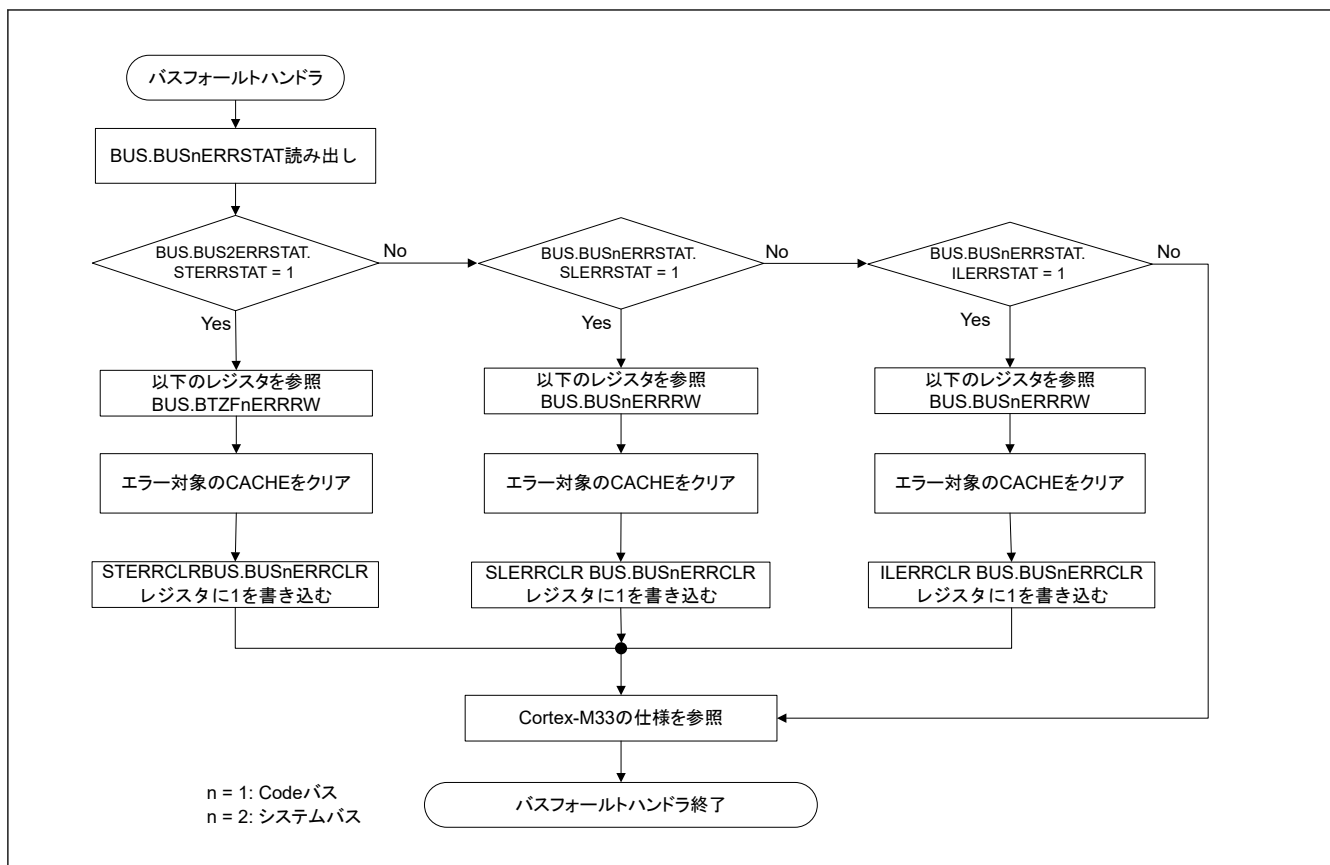 バスフォールトハンドラ
BUS.BUSnERRSTAT読み出し
BUS.BUS2ERRSTAT.
STERRSTAT = 1
No
Yes
BUS.BUSnERRSTAT.
SLERRSTAT = 1
No
Yes
BUS.BUSnERRSTAT.
ILERRSTAT = 1
No
Yes
以下のレジスタを参照
BUS.BTZFnERRRW
以下のレジスタを参照
BUS.BUSnERRRW
以下のレジスタを参照
BUS.BUSnERRRW
エラー対象のCACHEをクリア
エラー対象のCACHEをクリア
エラー対象のCACHEをクリア
STERRCLRBUS.BUSnERRCLR
レジスタに1を書き込む
SLERRCLR BUS.BUSnERRCLR
レジスタに1を書き込む
ILERRCLR BUS.BUSnERRCLR
レジスタに1を書き込む
Cortex-M33の仕様を参照
バスフォールトハンドラ終了
n = 1: Codeバス
n = 2: システムバス